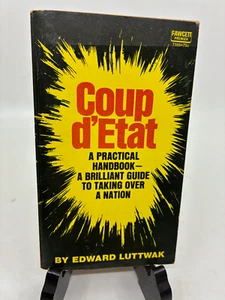 FAWCETT
PREMIER
Coup
d'Etat
A PRACTICAL
HANDBOOK—
A BRILLIANT GUIDE
TO TAKING OVER
A NATION
BY EDWARD LUTTWAK